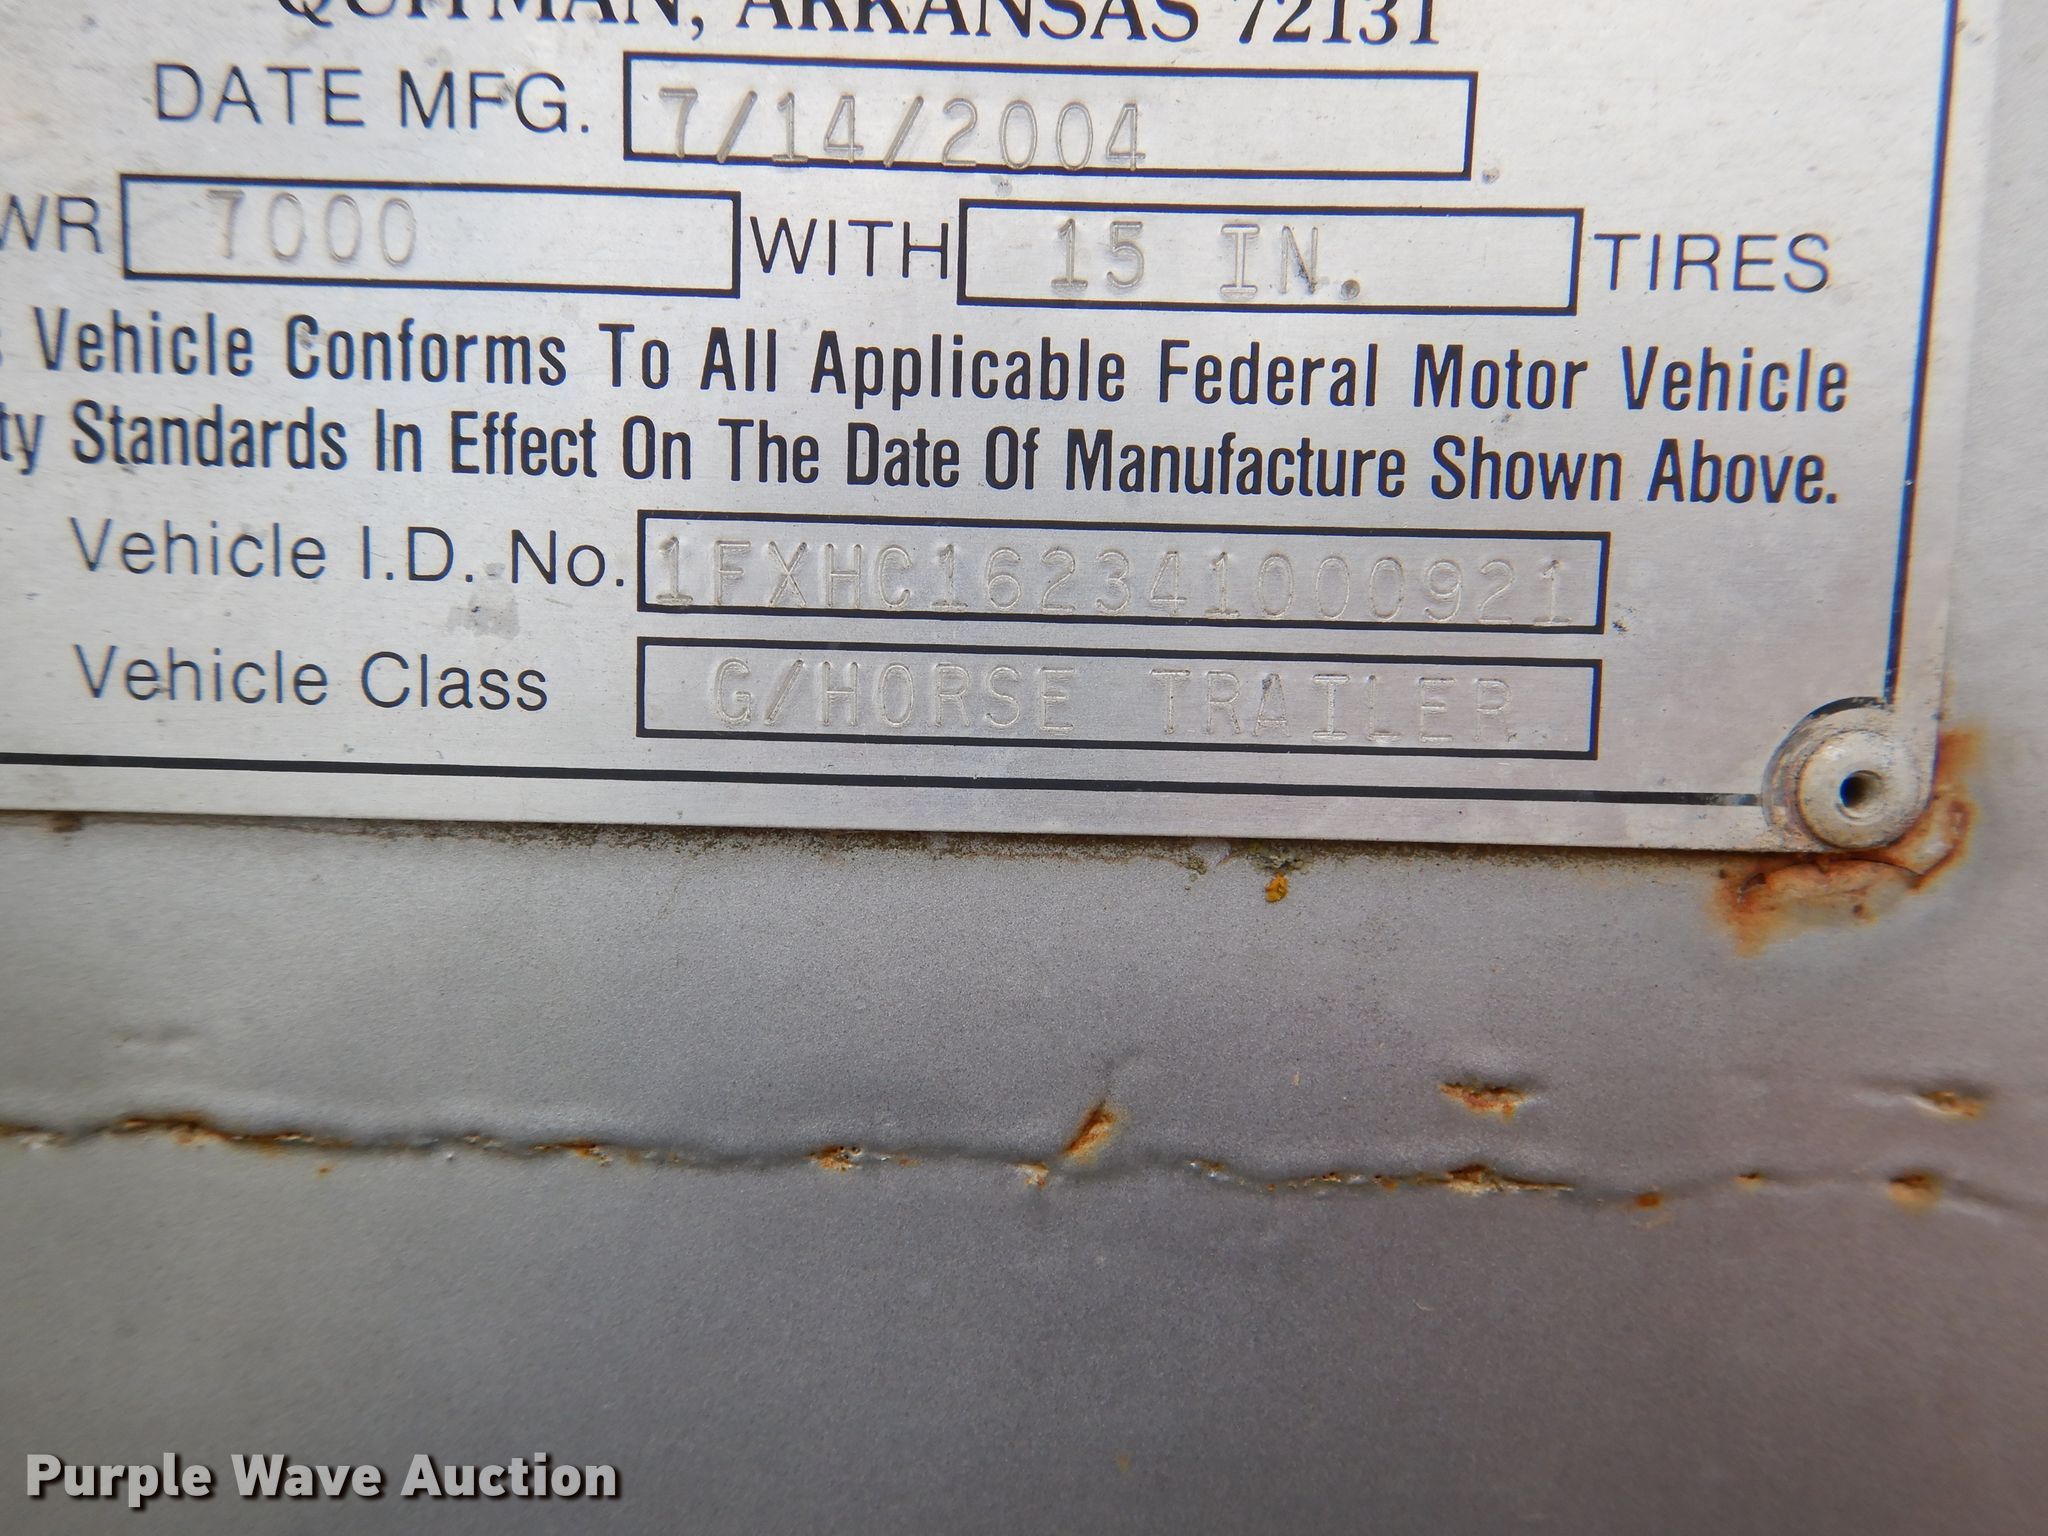 QUITMAN, ARKANSAS 72131
DATE MFG. 7/14/2004
WR 7000 WITH 15 IN. TIRES
s Vehicle Conforms To All Applicable Federal Motor Vehicle
ty Standards In Effect On The Date Of Manufacture Shown Above.
Vehicle I.D. No. 1FXHC162341000921
Vehicle Class G/HORSE TRAILER
Purple Wave Auction